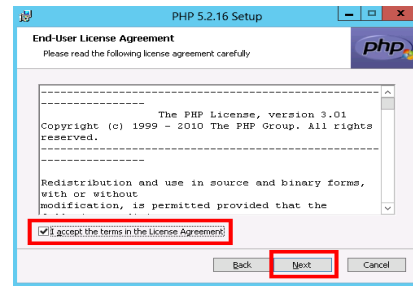 PHP 5.2.16 Setup
End-User License Agreement
Please read the following license agreement carefully
php
--------------------------------------------------
---------------
The PHP License, version 3.01
Copyright (c) 1999 - 2010 The PHP Group. All rights
reserved.
--------------------------------------------------
---------------
Redistribution and use in source and binary forms,
with or without
modification, is permitted provided that the
I accept the terms in the License Agreement
Back Next Cancel